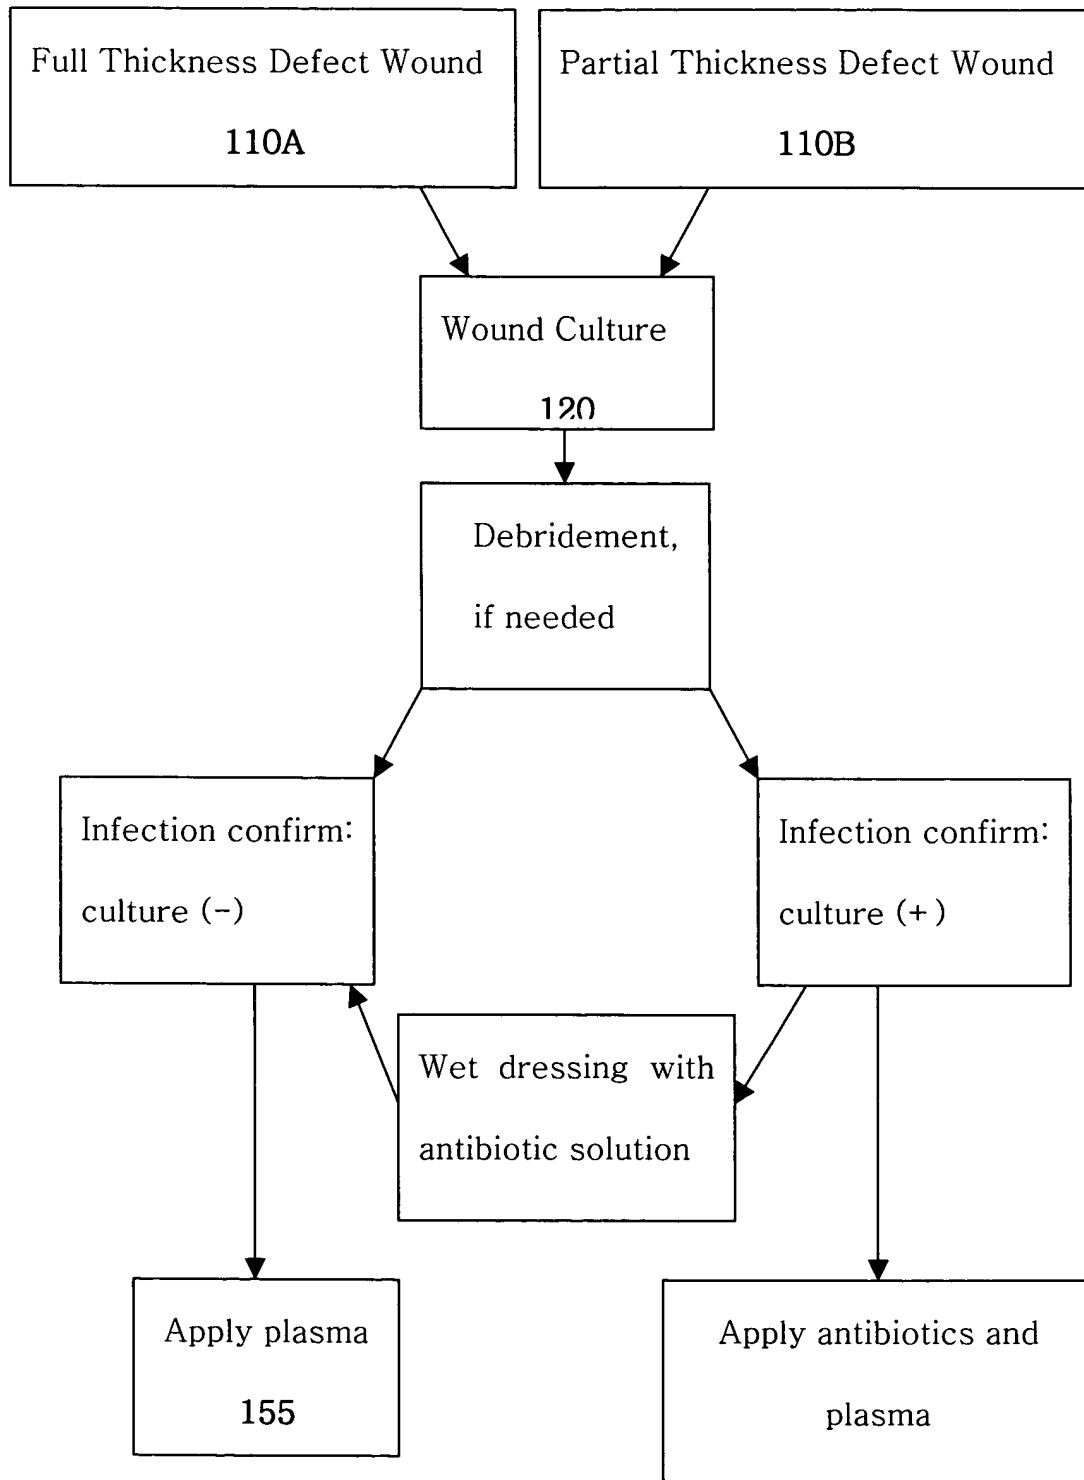 Full Thickness Defect Wound
110A
Partial Thickness Defect Wound
110B
Wound Culture
120
Debridement,
if needed
Infection confirm:
culture (-)
Infection confirm:
culture (+)
Wet dressing with
antibiotic solution
Apply plasma
155
Apply antibiotics and
plasma